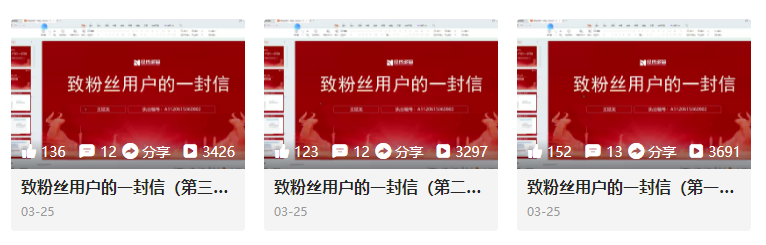 致粉丝用户的一封信
136 12 分享 3426
致粉丝用户的一封信（第三...
03-25
致粉丝用户的一封信
123 12 分享 3297
致粉丝用户的一封信（第二...
03-25
致粉丝用户的一封信
152 13 分享 3691
致粉丝用户的一封信（第一...
03-25